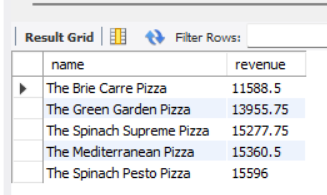 Result Grid Filter Rows:
name revenue
The Brie Carre Pizza 11588.5
The Green Garden Pizza 13955.75
The Spinach Supreme Pizza 15277.75
The Mediterranean Pizza 15360.5
The Spinach Pesto Pizza 15596